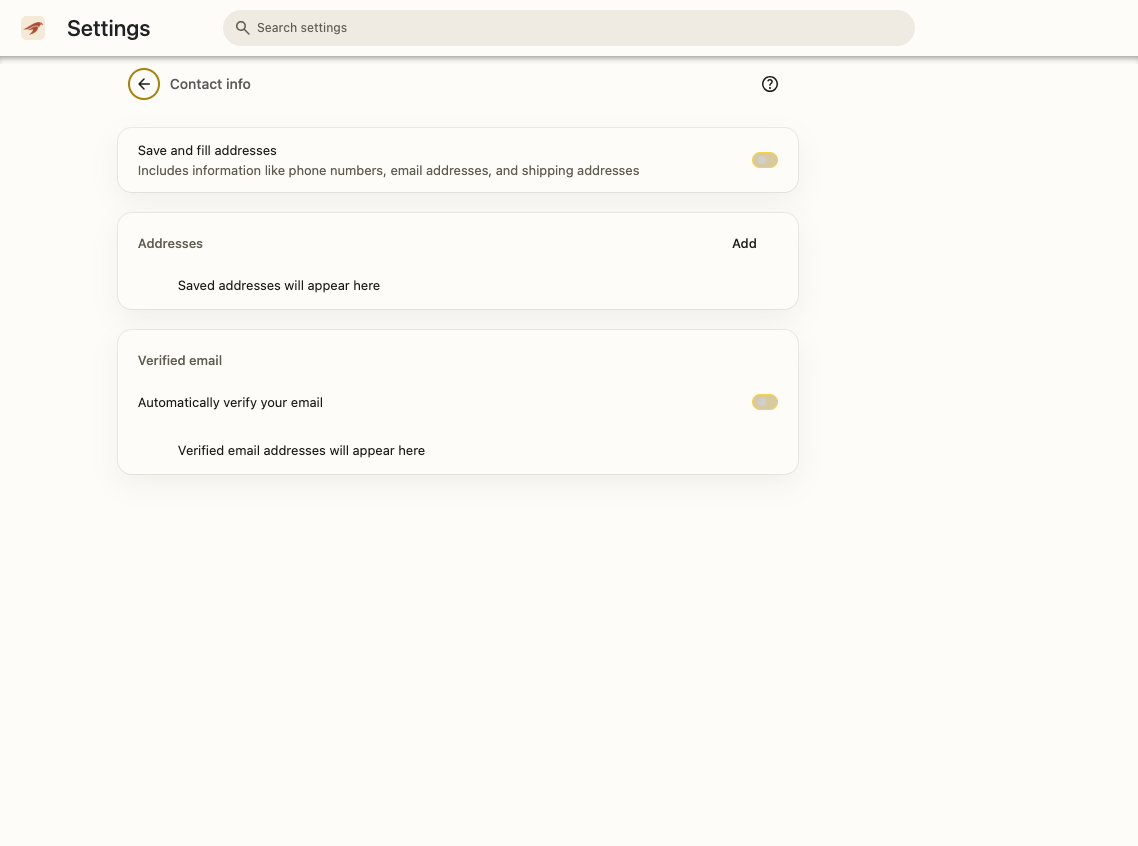 Settings
Search settings
Contact info
Save and fill addresses
Includes information like phone numbers, email addresses, and shipping addresses
Addresses
Add
Saved addresses will appear here
Verified email
Automatically verify your email
Verified email addresses will appear here